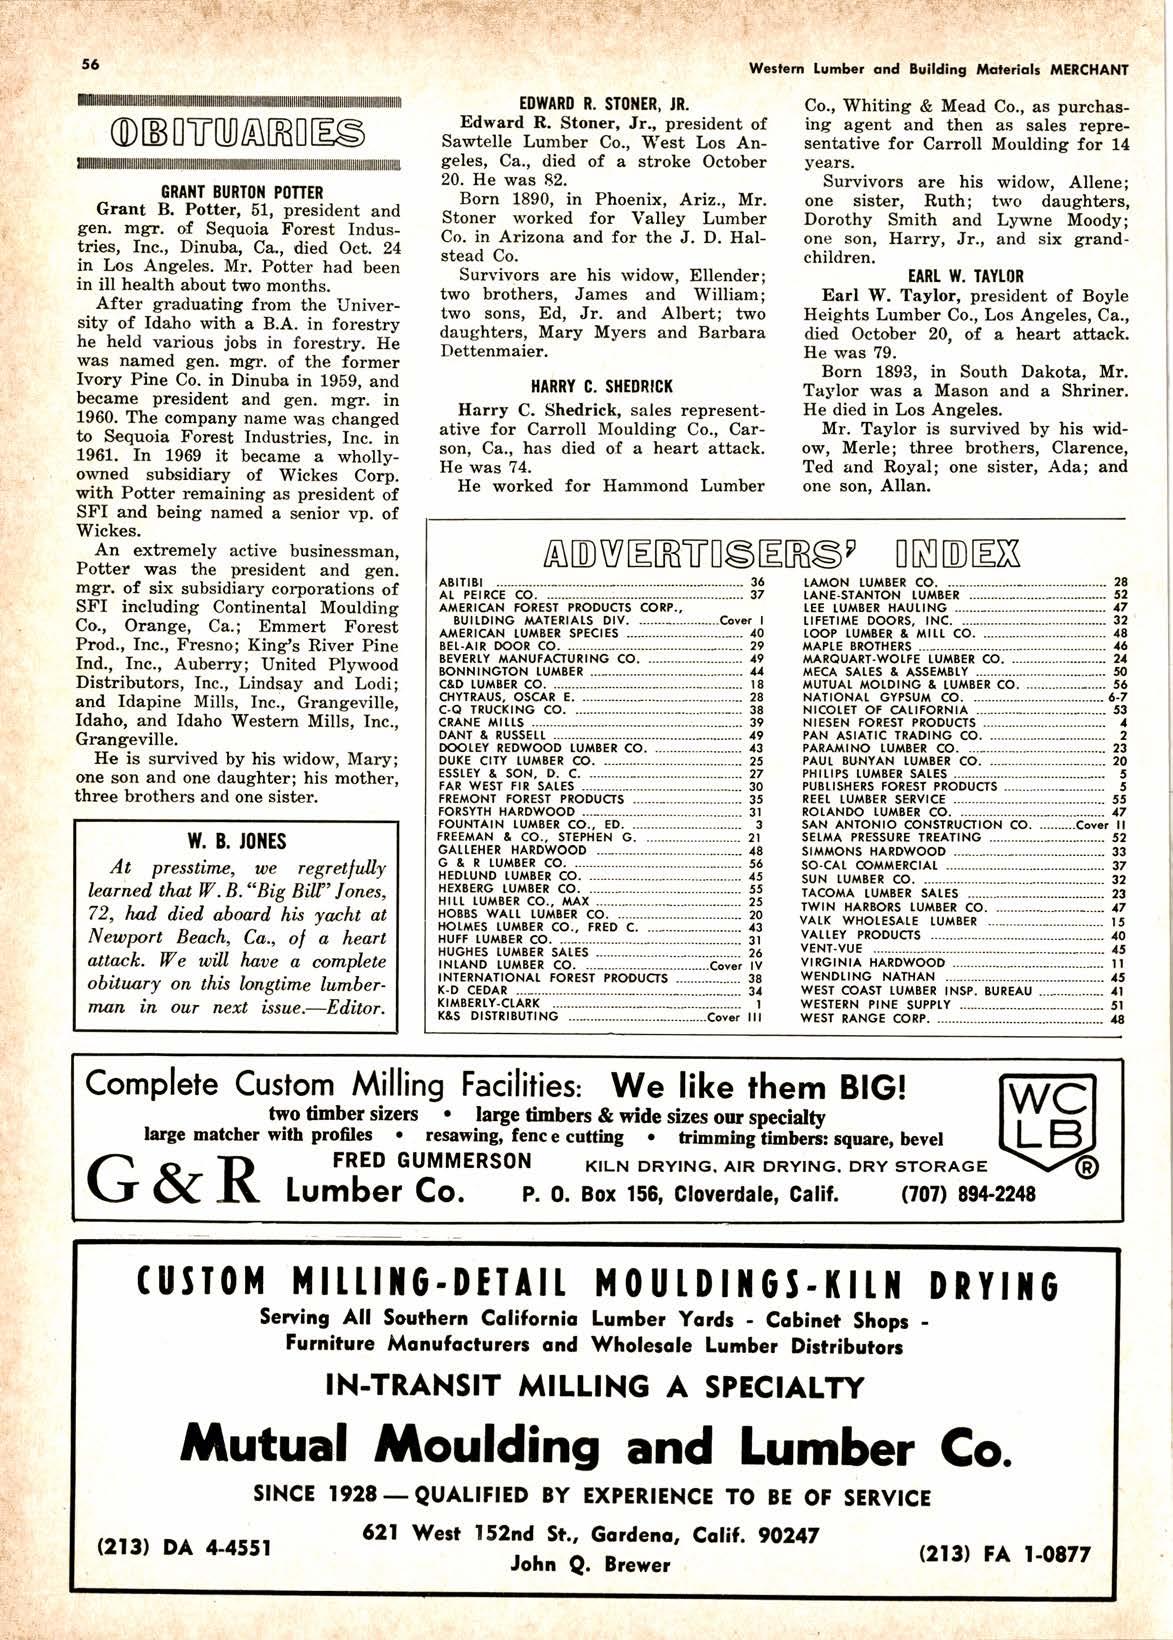 56
Western Lumber and Building Materials MERCHANT
OBITUARIES
GRANT BURTON POTTER
Grant B. Potter, 51, president and
gen. mgr. of Sequoia Forest Indus-
tries, Inc., Dinuba, Ca., died Oct. 24
in Los Angeles. Mr. Potter had been
in ill health about two months.
After graduating from the Univer-
sity of Idaho with a B.A. in forestry
he held various jobs in forestry. He
was named gen. mgr. of the former
Ivory Pine Co. in Dinuba in 1959, and
became president and gen. mgr. in
1960. The company name was changed
to Sequoia Forest Industries, Inc. in
1961. In 1969 it became a wholly-
owned subsidiary of Wickes Corp.
with Potter remaining as president of
SFI and being named a senior vp. of
Wickes.
An extremely active businessman,
Potter was the president and gen.
mgr. of six subsidiary corporations of
SFI including Continental Moulding
Co., Orange, Ca.; Emmert Forest
Prod., Inc., Fresno; King's River Pine
Ind., Inc., Auberry; United Plywood
Distributors, Inc., Lindsay and Lodi;
and Idapine Mills, Inc., Grangeville,
Idaho, and Idaho Western Mills, Inc.,
Grangeville.
He is survived by his widow, Mary;
one son and one daughter; his mother,
three brothers and one sister.
W. B. JONES
At presstime, we regretfully
learned that W. B. "Big Bill" Jones,
72, had died aboard his yacht at
Newport Beach, Ca., of a heart
attack. We will have a complete
obituary on this longtime lumber-
man in our next issue.—Editor.
EDWARD R. STONER, JR.
Edward R. Stoner, Jr., president of
Sawtelle Lumber Co., West Los An-
geles, Ca., died of a stroke October
20. He was 82.
Born 1890, in Phoenix, Ariz., Mr.
Stoner worked for Valley Lumber
Co. in Arizona and for the J. D. Hal-
stead Co.
Survivors are his widow, Ellender;
two brothers, James and William;
two sons, Ed, Jr. and Albert; two
daughters, Mary Myers and Barbara
Dettenmaier.
HARRY C. SHEDRICK
Harry C. Shedrick, sales represent-
ative for Carroll Moulding Co., Car-
son, Ca., has died of a heart attack.
He was 74.
He worked for Hammond Lumber
Co., Whiting & Mead Co., as purchas-
ing agent and then as sales repre-
sentative for Carroll Moulding for 14
years.
Survivors are his widow, Allene;
one sister, Ruth; two daughters,
Dorothy Smith and Lywne Moody;
one son, Harry, Jr., and six grand-
children.
EARL W. TAYLOR
Earl W. Taylor, president of Boyle
Heights Lumber Co., Los Angeles, Ca.,
died October 20, of a heart attack.
He was 79.
Born 1893, in South Dakota, Mr.
Taylor was a Mason and a Shriner.
He died in Los Angeles.
Mr. Taylor is survived by his wid-
ow, Merle; three brothers, Clarence,
Ted and Royal; one sister, Ada; and
one son, Allan.
ADVERTISERS' INDEX
ABITIBI 36
AL PEIRCE CO. 37
AMERICAN FOREST PRODUCTS CORP.,
BUILDING MATERIALS DIV. Cover I
AMERICAN LUMBER SPECIES 40
BEL-AIR DOOR CO. 29
BEVERLY MANUFACTURING CO. 49
BONNINGTON LUMBER 44
C&D LUMBER CO. 18
CHYTRAUS, OSCAR E. 28
C-Q TRUCKING CO. 38
CRANE MILLS 39
DANT & RUSSELL 49
DOOLEY REDWOOD LUMBER CO. 43
DUKE CITY LUMBER CO. 25
ESSLEY & SON, D. C. 27
FAR WEST FIR SALES 30
FREMONT FOREST PRODUCTS 35
FORSYTH HARDWOOD 31
FOUNTAIN LUMBER CO., ED. 3
FREEMAN & CO., STEPHEN G. 21
GALLEHER HARDWOOD 48
G & R LUMBER CO. 56
HEDLUND LUMBER CO. 45
HEXBERG LUMBER CO. 55
HILL LUMBER CO., MAX 25
HOBBS WALL LUMBER CO. 20
HOLMES LUMBER CO., FRED C. 43
HUFF LUMBER CO. 31
HUGHES LUMBER SALES 26
INLAND LUMBER CO. Cover IV
INTERNATIONAL FOREST PRODUCTS 38
K-D CEDAR 34
KIMBERLY-CLARK 1
K&S DISTRIBUTING Cover III
LAMON LUMBER CO. 28
LANE-STANTON LUMBER 52
LEE LUMBER HAULING 47
LIFETIME DOORS, INC. 32
LOOP LUMBER & MILL CO. 48
MAPLE BROTHERS 46
MARQUART-WOLFE LUMBER CO. 24
MECA SALES & ASSEMBLY 50
MUTUAL MOLDING & LUMBER CO. 56
NATIONAL GYPSUM CO. 6-7
NICOLET OF CALIFORNIA 53
NIESEN FOREST PRODUCTS 4
PAN ASIATIC TRADING CO. 2
PARAMINO LUMBER CO. 23
PAUL BUNYAN LUMBER CO. 20
PHILIPS LUMBER SALES 5
PUBLISHERS FOREST PRODUCTS 5
REEL LUMBER SERVICE 55
ROLANDO LUMBER CO. 47
SAN ANTONIO CONSTRUCTION CO. Cover II
SELMA PRESSURE TREATING 52
SIMMONS HARDWOOD 33
SO-CAL COMMERCIAL 37
SUN LUMBER CO. 32
TACOMA LUMBER SALES 23
TWIN HARBORS LUMBER CO. 47
VALK WHOLESALE LUMBER 15
VALLEY PRODUCTS 40
VENT-VUE 45
VIRGINIA HARDWOOD 11
WENDLING NATHAN 45
WEST COAST LUMBER INSP. BUREAU 41
WESTERN PINE SUPPLY 51
WEST RANGE CORP. 48
Complete Custom Milling Facilities: We like them BIG!
two timber sizers • large timbers & wide sizes our specialty
large matcher with profiles • resawing, fence cutting • trimming timbers: square, bevel
WC
LB
®
G & R Lumber Co.
FRED GUMMERSON
KILN DRYING, AIR DRYING, DRY STORAGE
P. O. Box 156, Cloverdale, Calif. (707) 894-2248
CUSTOM MILLING-DETAIL MOULDINGS-KILN DRYING
Serving All Southern California Lumber Yards - Cabinet Shops -
Furniture Manufacturers and Wholesale Lumber Distributors
IN-TRANSIT MILLING A SPECIALTY
Mutual Moulding and Lumber Co.
SINCE 1928 — QUALIFIED BY EXPERIENCE TO BE OF SERVICE
(213) DA 4-4551
621 West 152nd St., Gardena, Calif. 90247
John Q. Brewer
(213) FA 1-0877